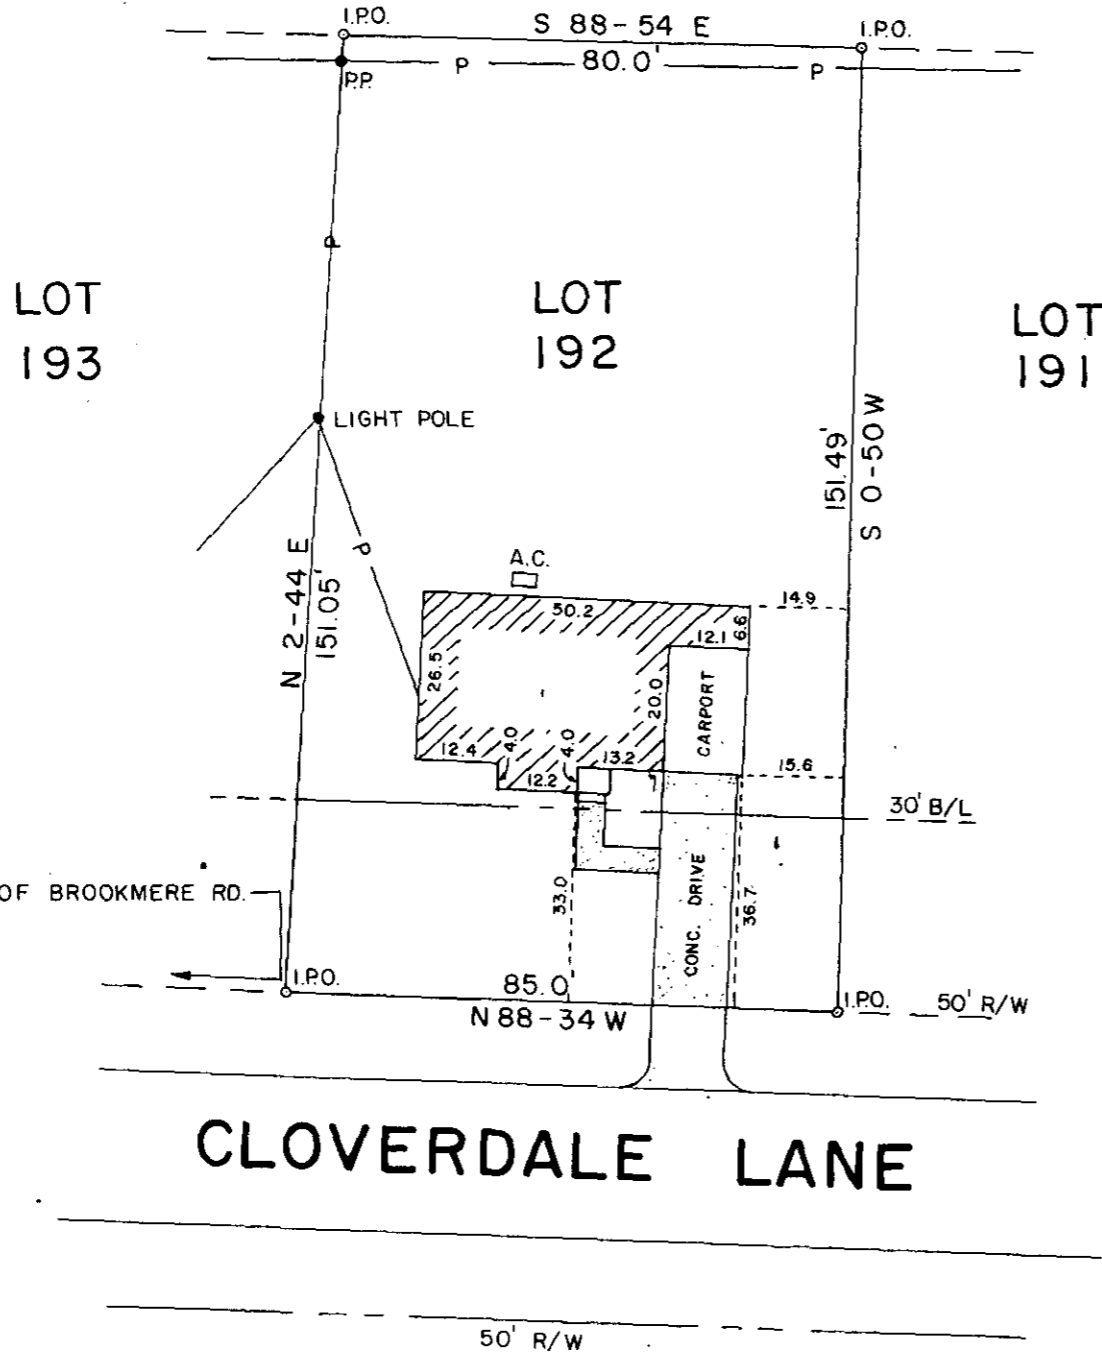 I.P.O.
S 88-54 E
I.P.O.
P
80.0'
P
P.P.
P
LOT
193
LOT
192
LOT
191
LIGHT POLE
151.49'
S 0-50 W
N 2-44 E
151.05'
P
A.C.
50.2
14.9
12.1
6.6
26.5
20.0
CARPORT
12.4
4.0
4.0
13.2
12.2
15.6
30' B/L
OF BROOKMERE RD.
33.0
CONC. DRIVE
36.7
I.P.O.
85.0
N 88-34 W
I.P.O.
50' R/W
CLOVERDALE LANE
50' R/W